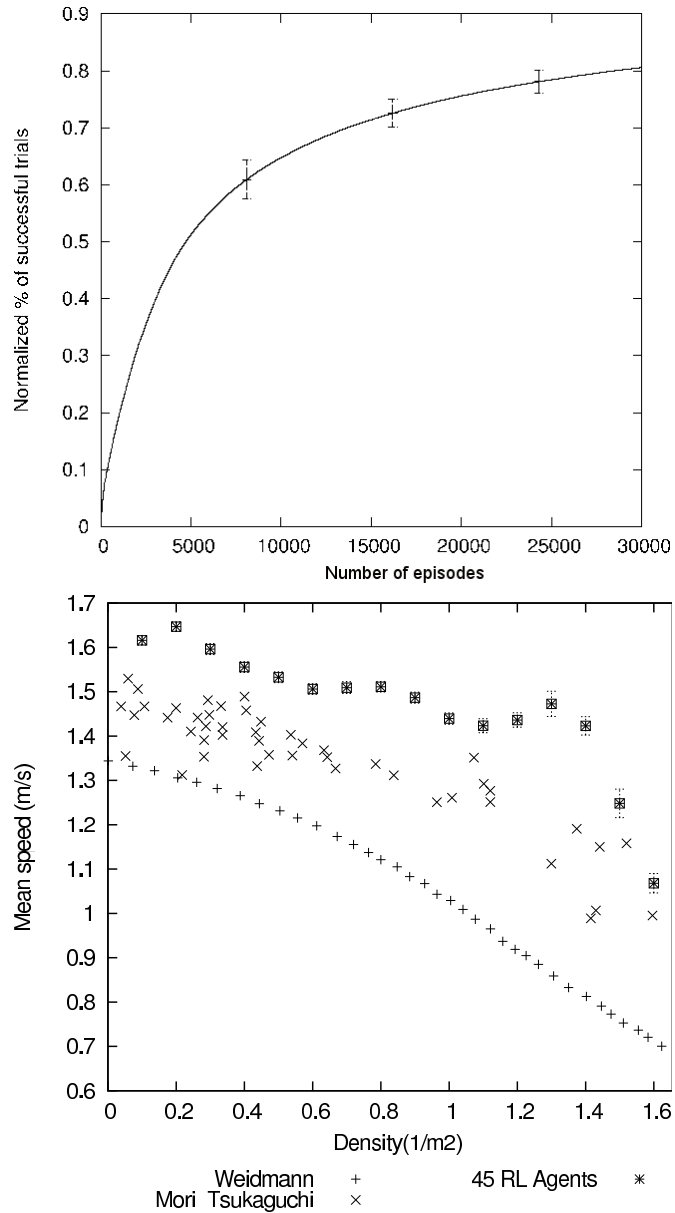 0.9
0.8
0.7
0.6
0.5
0.4
0.3
0.2
0.1
0
Normalized % of successful trials
0 5000 10000 15000 20000 25000 30000
Number of episodes
1.7
1.6
1.5
1.4
1.3
1.2
1.1
1
0.9
0.8
0.7
0.6
Mean speed (m/s)
0 0.2 0.4 0.6 0.8 1 1.2 1.4 1.6
Density(1/m2)
Weidmann 45 RL Agents
Mori Tsukaguchi